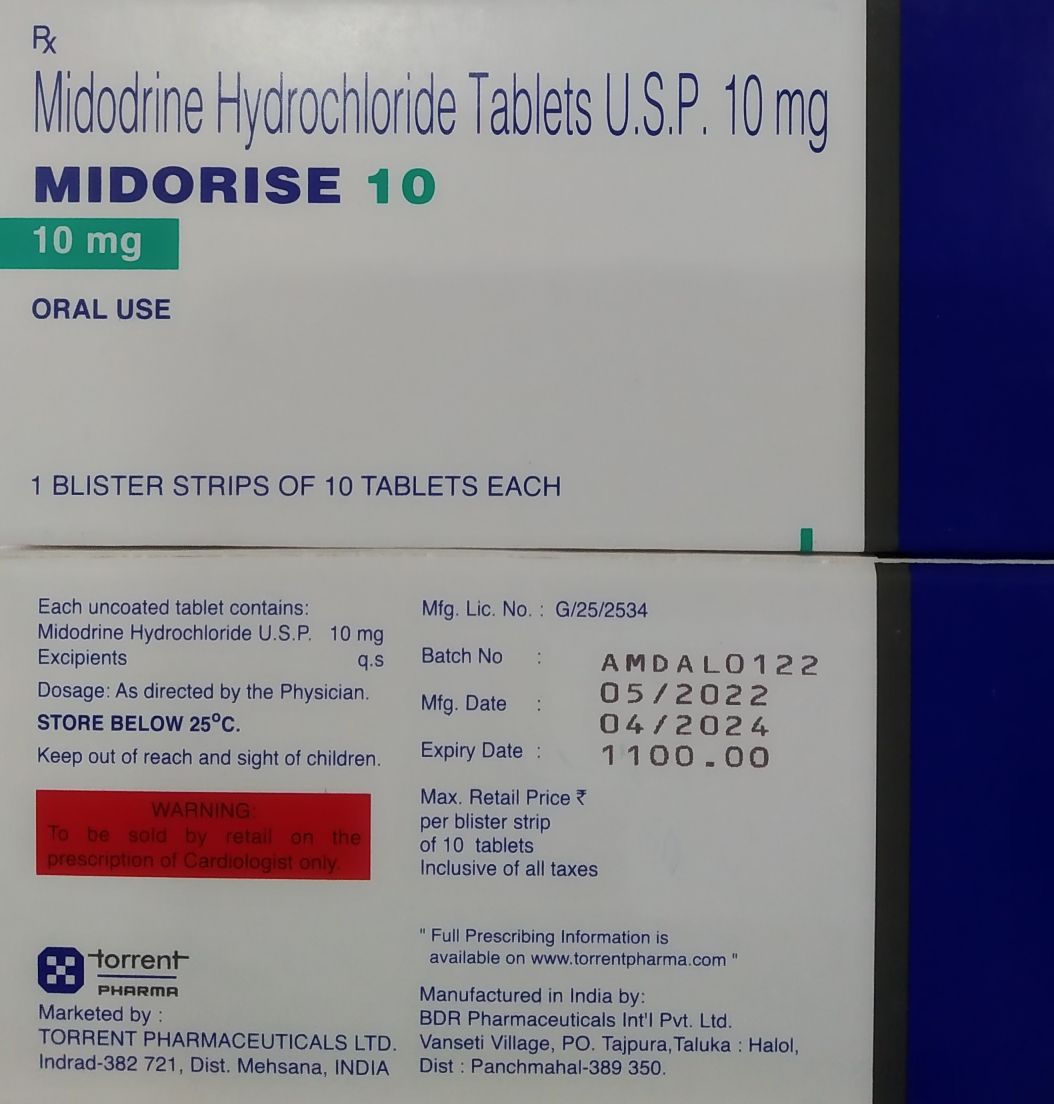 Rx
Midodrine Hydrochloride Tablets U.S.P. 10 mg
MIDORISE 10
10 mg
ORAL USE
1 BLISTER STRIPS OF 10 TABLETS EACH
Each uncoated tablet contains:
Midodrine Hydrochloride U.S.P. 10 mg
Excipients q.s
Dosage: As directed by the Physician.
STORE BELOW 25°C.
Keep out of reach and sight of children.
WARNING:
To be sold by retail on the
prescription of Cardiologist only.
torrent
PHARMA
Marketed by :
TORRENT PHARMACEUTICALS LTD.
Indrad-382 721, Dist. Mehsana, INDIA
Mfg. Lic. No. : G/25/2534
Batch No : AMDAL0122
Mfg. Date : 05/2022
04/2024
Expiry Date : 1100.00
Max. Retail Price ₹
per blister strip
of 10 tablets
Inclusive of all taxes
" Full Prescribing Information is
available on www.torrentpharma.com "
Manufactured in India by:
BDR Pharmaceuticals Int'l Pvt. Ltd.
Vanseti Village, PO. Tajpura,Taluka : Halol,
Dist : Panchmahal-389 350.